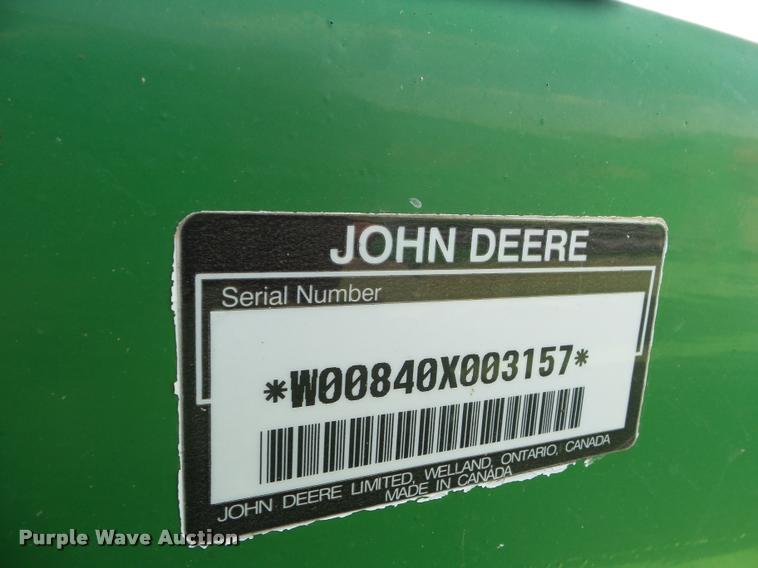 JOHN DEERE
Serial Number
*W00840X003157*
JOHN DEERE LIMITED, WELLAND, ONTARIO, CANADA
MADE IN CANADA
Purple Wave Auction